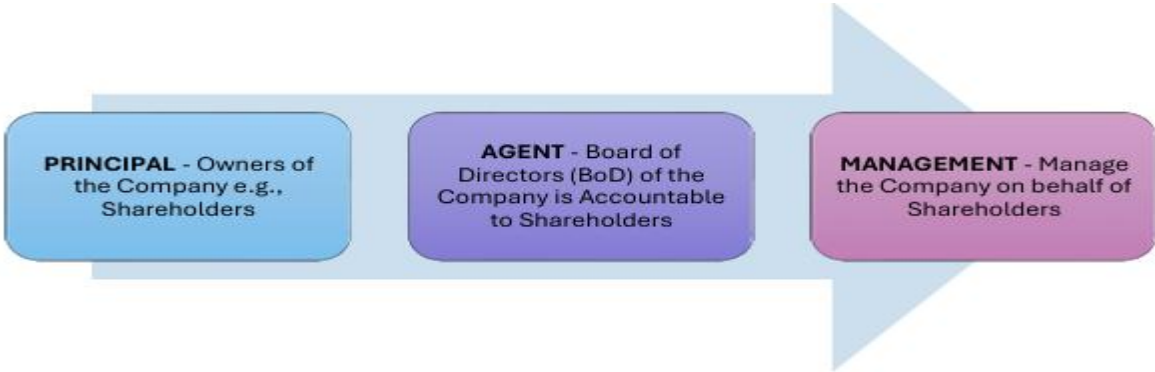 PRINCIPAL - Owners of
the Company e.g.,
Shareholders
AGENT - Board of
Directors (BoD) of the
Company is Accountable
to Shareholders
MANAGEMENT - Manage
the Company on behalf of
Shareholders